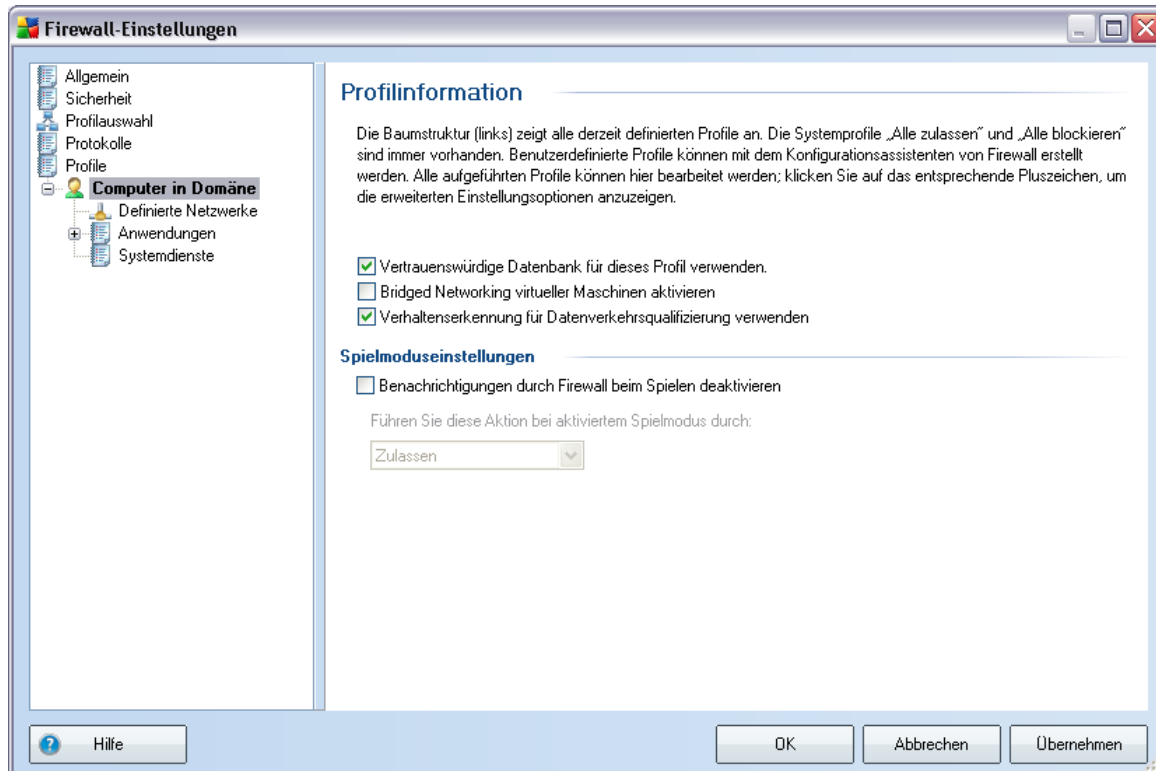 Firewall-Einstellungen
Allgemein
Sicherheit
Profilauswahl
Protokolle
Profile
Computer in Domäne
Definierte Netzwerke
Anwendungen
Systemdienste
Profilinformation
Die Baumstruktur (links) zeigt alle derzeit definierten Profile an. Die Systemprofile „Alle zulassen“ und „Alle blockieren“
sind immer vorhanden. Benutzerdefinierte Profile können mit dem Konfigurationsassistenten von Firewall erstellt
werden. Alle aufgeführten Profile können hier bearbeitet werden; klicken Sie auf das entsprechende Pluszeichen, um
die erweiterten Einstellungsoptionen anzuzeigen.
Vertrauenswürdige Datenbank für dieses Profil verwenden.
Bridged Networking virtueller Maschinen aktivieren
Verhaltenserkennung für Datenverkehrsqualifizierung verwenden
Spielmoduseinstellungen
Benachrichtigungen durch Firewall beim Spielen deaktivieren
Führen Sie diese Aktion bei aktiviertem Spielmodus durch:
Zulassen
Hilfe
OK
Abbrechen
Übernehmen